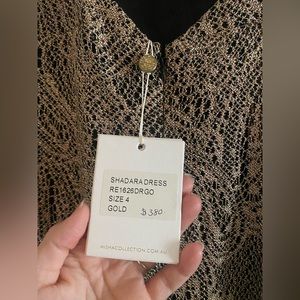 SHADARA DRESS
RE1626DRGO
SIZE 4
GOLD $380
MISHACOLLECTION.COM.AU